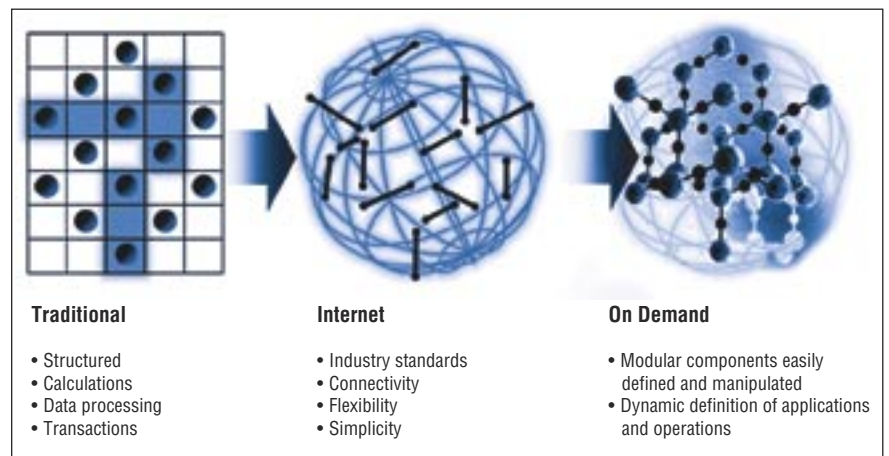 Traditional
• Structured
• Calculations
• Data processing
• Transactions
Internet
• Industry standards
• Connectivity
• Flexibility
• Simplicity
On Demand
• Modular components easily
defined and manipulated
• Dynamic definition of applications
and operations